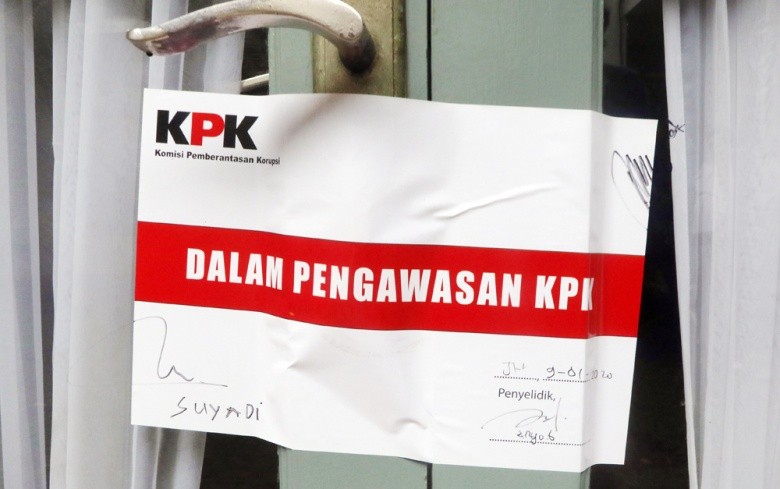 KPK
Komisi Pemberantasan Korupsi
DALAM PENGAWASAN KPK
9-01-2020
Penyelidik,
SUYADI